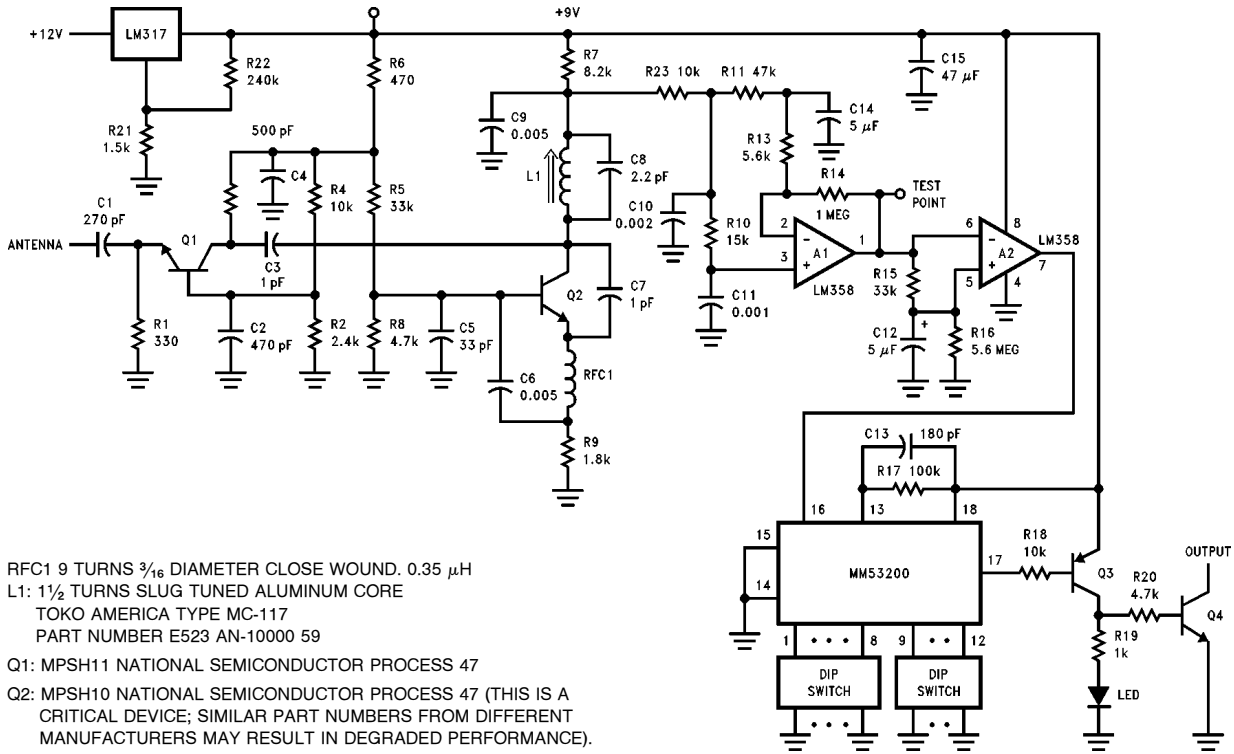 +12V
LM317
+9V
R22
240k
R21
1.5k
R6
470
R7
8.2k
C15
47 μF
R23 10k
R11 47k
C14
5 μF
C9
0.005
R13
5.6k
500 pF
C4
R4
10k
R5
33k
L1
C8
2.2 pF
R14
1 MEG
TEST
POINT
C1
270 pF
ANTENNA
Q1
C3
1 pF
C10
0.002
R10
15k
2
3
A1
1
LM358
6
8
LM358
A2
7
5
4
R15
33k
C7
1 pF
Q2
C11
0.001
C12
5 μF
+
R16
5.6 MEG
R1
330
C2
470 pF
R2
2.4k
R8
4.7k
C5
33 pF
C6
0.005
RFC1
R9
1.8k
C13
180 pF
R17 100k
16
13
18
15
14
MM53200
17
R18
10k
Q3
OUTPUT
R20
4.7k
Q4
R19
1k
LED
1
8
9
12
DIP
SWITCH
DIP
SWITCH
RFC1 9 TURNS 3/16 DIAMETER CLOSE WOUND. 0.35 μH
L1: 1½ TURNS SLUG TUNED ALUMINUM CORE
TOKO AMERICA TYPE MC-117
PART NUMBER E523 AN-10000 59
Q1: MPSH11 NATIONAL SEMICONDUCTOR PROCESS 47
Q2: MPSH10 NATIONAL SEMICONDUCTOR PROCESS 47 (THIS IS A
CRITICAL DEVICE; SIMILAR PART NUMBERS FROM DIFFERENT
MANUFACTURERS MAY RESULT IN DEGRADED PERFORMANCE).